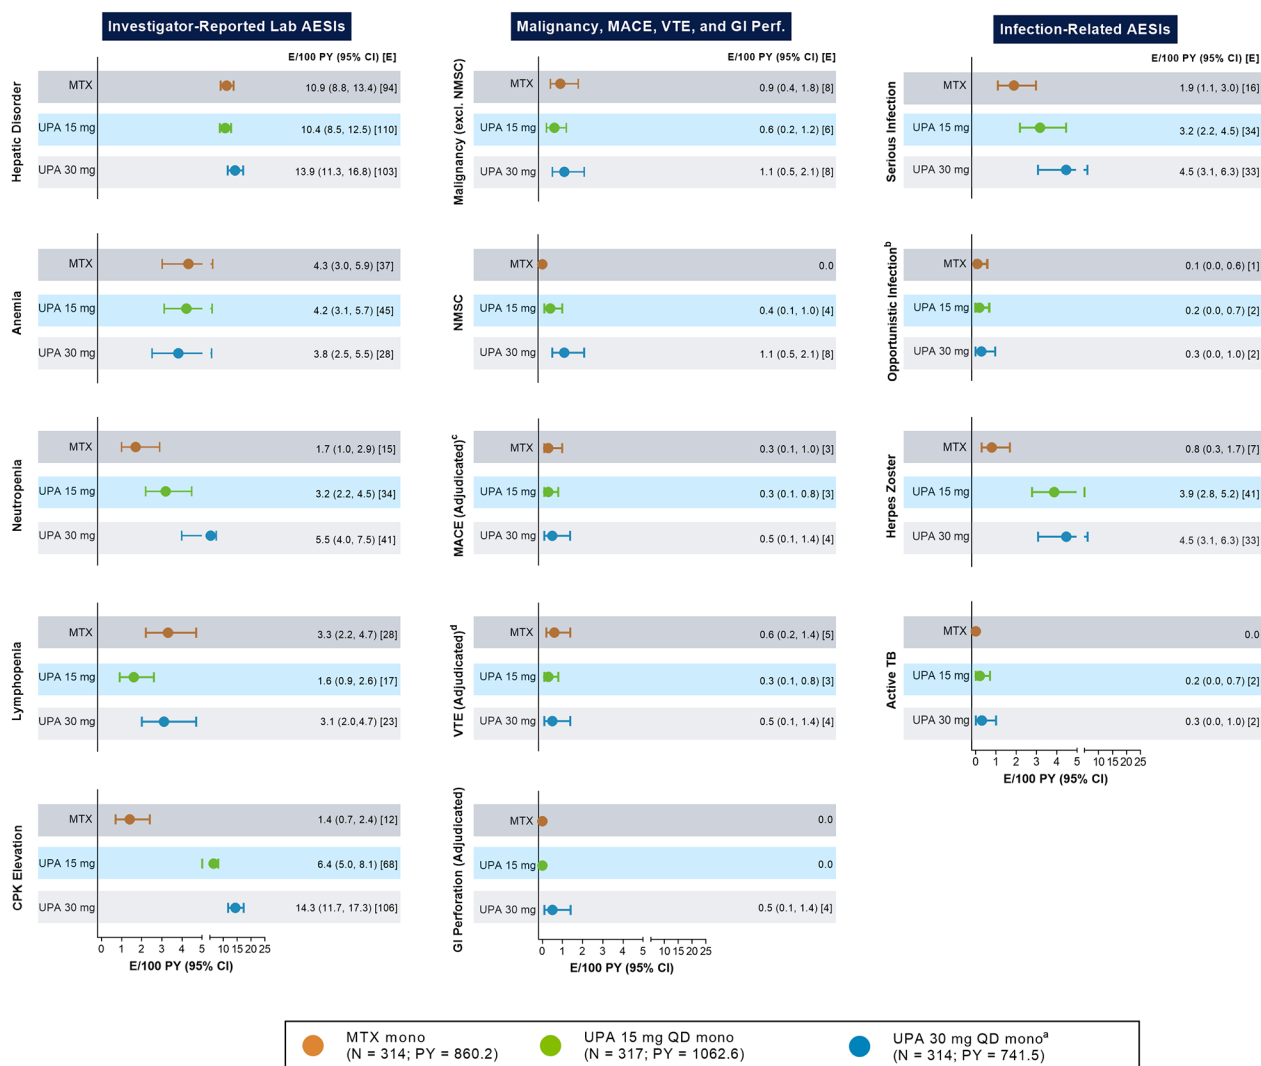 Investigator-Reported Lab AESIs
E/100 PY (95% CI) [E]
Hepatic Disorder
MTX 10.9 (8.8, 13.4) [94]
UPA 15 mg 10.4 (8.5, 12.5) [110]
UPA 30 mg 13.9 (11.3, 16.8) [103]
Anemia
MTX 4.3 (3.0, 5.9) [37]
UPA 15 mg 4.2 (3.1, 5.7) [45]
UPA 30 mg 3.8 (2.5, 5.5) [28]
Neutropenia
MTX 1.7 (1.0, 2.9) [15]
UPA 15 mg 3.2 (2.2, 4.5) [34]
UPA 30 mg 5.5 (4.0, 7.5) [41]
Lymphopenia
MTX 3.3 (2.2, 4.7) [28]
UPA 15 mg 1.6 (0.9, 2.6) [17]
UPA 30 mg 3.1 (2.0,4.7) [23]
CPK Elevation
MTX 1.4 (0.7, 2.4) [12]
UPA 15 mg 6.4 (5.0, 8.1) [68]
UPA 30 mg 14.3 (11.7, 17.3) [106]
0 1 2 3 4 5 10 15 20 25
E/100 PY (95% CI)
Malignancy, MACE, VTE, and GI Perf.
E/100 PY (95% CI) [E]
Malignancy (excl. NMSC)
MTX 0.9 (0.4, 1.8) [8]
UPA 15 mg 0.6 (0.2, 1.2) [6]
UPA 30 mg 1.1 (0.5, 2.1) [8]
NMSC
MTX 0.0
UPA 15 mg 0.4 (0.1, 1.0) [4]
UPA 30 mg 1.1 (0.5, 2.1) [8]
MACE (Adjudicated)c
MTX 0.3 (0.1, 1.0) [3]
UPA 15 mg 0.3 (0.1, 0.8) [3]
UPA 30 mg 0.5 (0.1, 1.4) [4]
VTE (Adjudicated)d
MTX 0.6 (0.2, 1.4) [5]
UPA 15 mg 0.3 (0.1, 0.8) [3]
UPA 30 mg 0.5 (0.1, 1.4) [4]
GI Perforation (Adjudicated)
MTX 0.0
UPA 15 mg 0.0
UPA 30 mg 0.5 (0.1, 1.4) [4]
0 1 2 3 4 5 10 15 20 25
E/100 PY (95% CI)
Infection-Related AESIs
E/100 PY (95% CI) [E]
Serious Infection
MTX 1.9 (1.1, 3.0) [16]
UPA 15 mg 3.2 (2.2, 4.5) [34]
UPA 30 mg 4.5 (3.1, 6.3) [33]
Opportunistic Infectionb
MTX 0.1 (0.0, 0.6) [1]
UPA 15 mg 0.2 (0.0, 0.7) [2]
UPA 30 mg 0.3 (0.0, 1.0) [2]
Herpes Zoster
MTX 0.8 (0.3, 1.7) [7]
UPA 15 mg 3.9 (2.8, 5.2) [41]
UPA 30 mg 4.5 (3.1, 6.3) [33]
Active TB
MTX 0.0
UPA 15 mg 0.2 (0.0, 0.7) [2]
UPA 30 mg 0.3 (0.0, 1.0) [2]
0 1 2 3 4 5 10 15 20 25
E/100 PY (95% CI)
MTX mono
(N = 314; PY = 860.2)
UPA 15 mg QD mono
(N = 317; PY = 1062.6)
UPA 30 mg QD monoa
(N = 314; PY = 741.5)